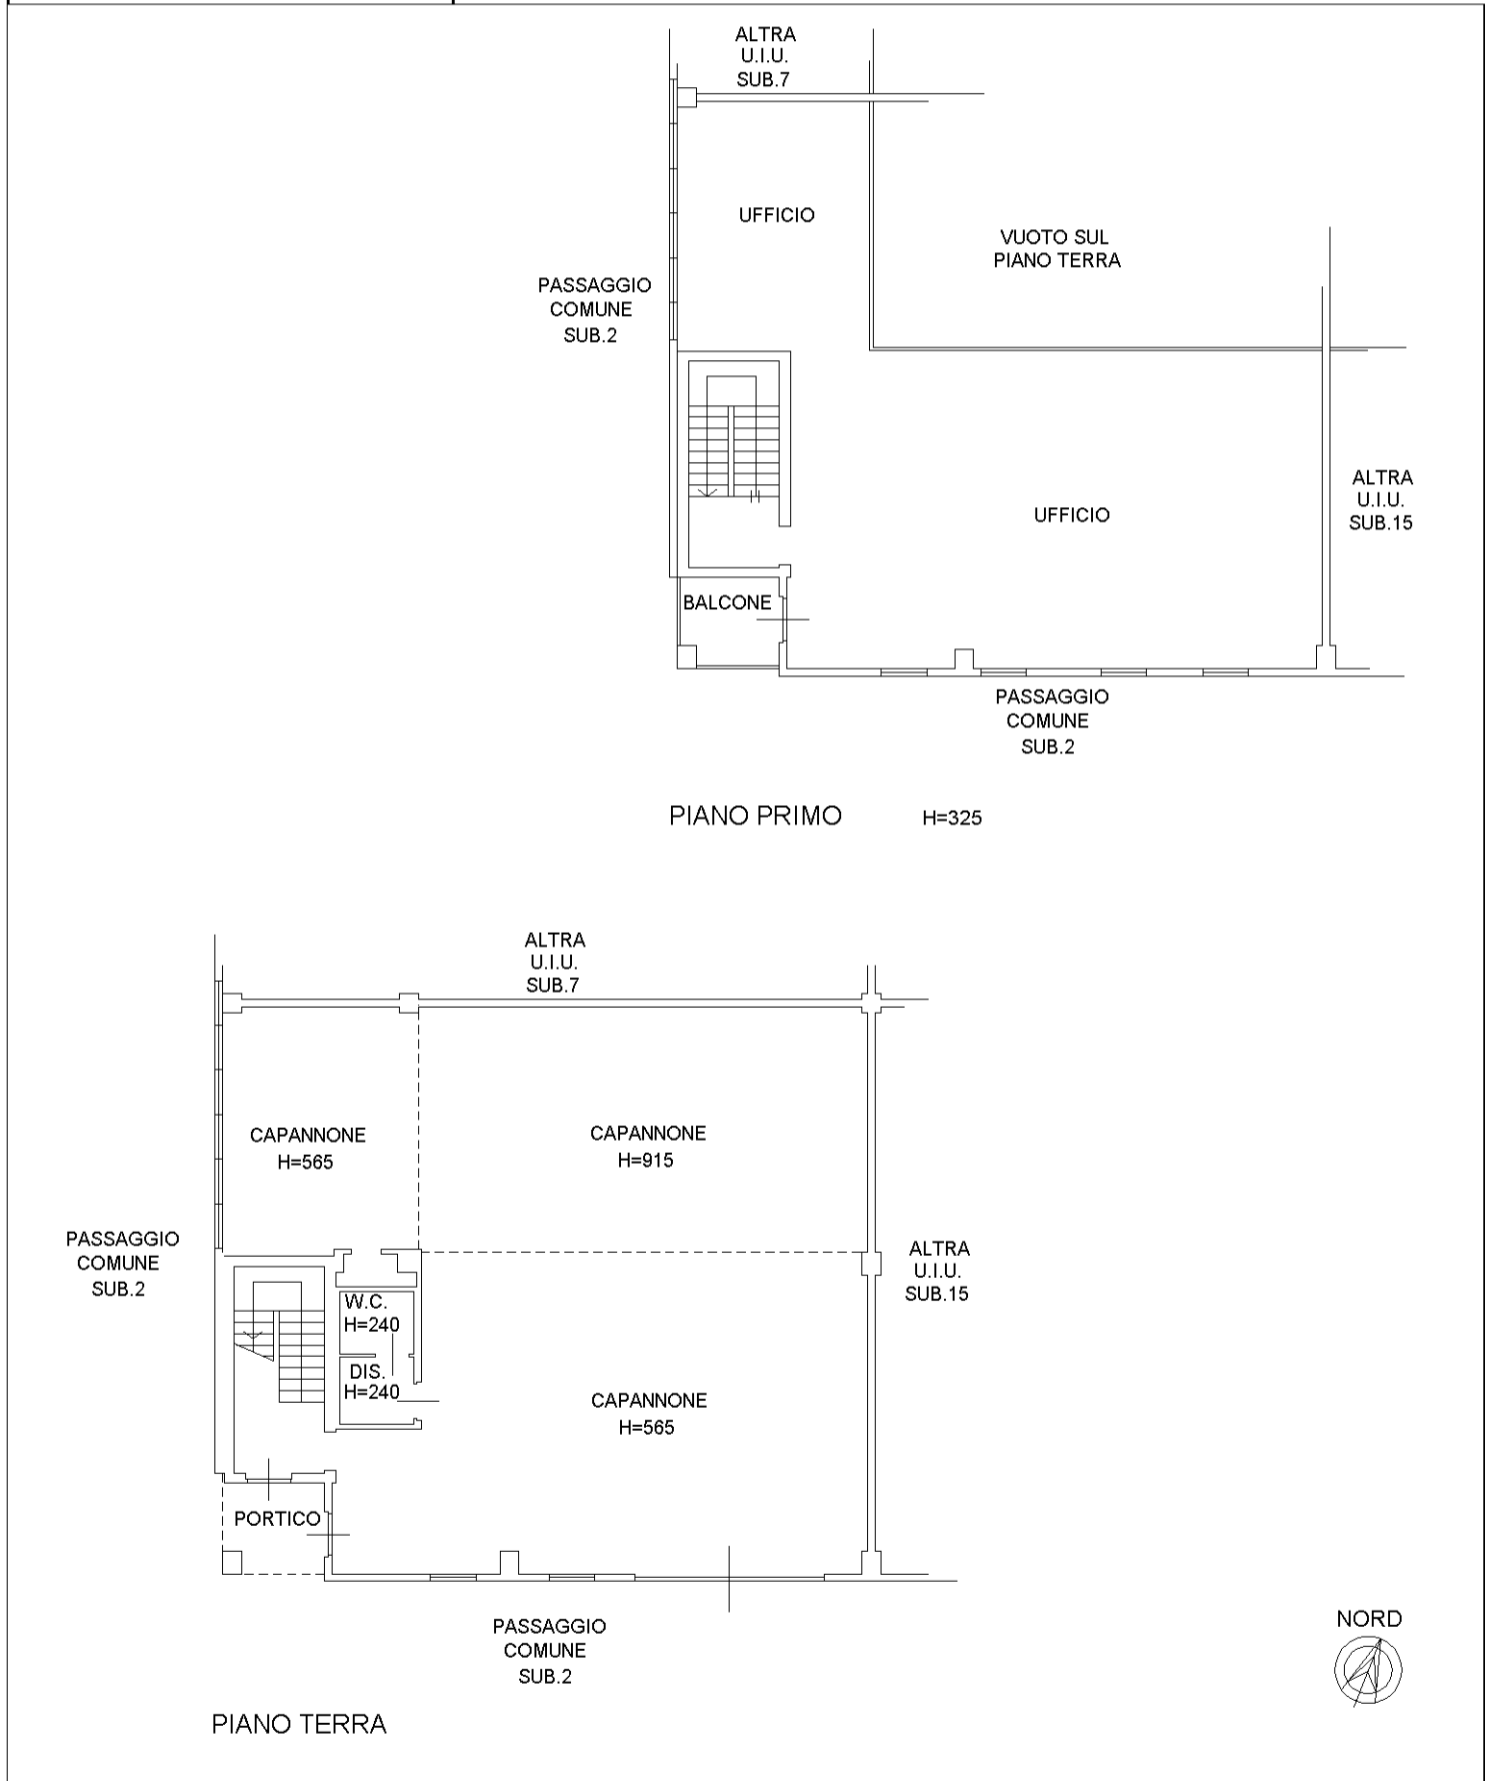 ALTRA
U.I.U.
SUB.7
UFFICIO
VUOTO SUL
PIANO TERRA
PASSAGGIO
COMUNE
SUB.2
ALTRA
U.I.U.
SUB.15
UFFICIO
BALCONE
PASSAGGIO
COMUNE
SUB.2
PIANO PRIMO H=325
ALTRA
U.I.U.
SUB.7
CAPANNONE
H=565
CAPANNONE
H=915
PASSAGGIO
COMUNE
SUB.2
ALTRA
U.I.U.
SUB.15
W.C.
H=240
DIS.
H=240
CAPANNONE
H=565
PORTICO
PASSAGGIO
COMUNE
SUB.2
NORD
PIANO TERRA